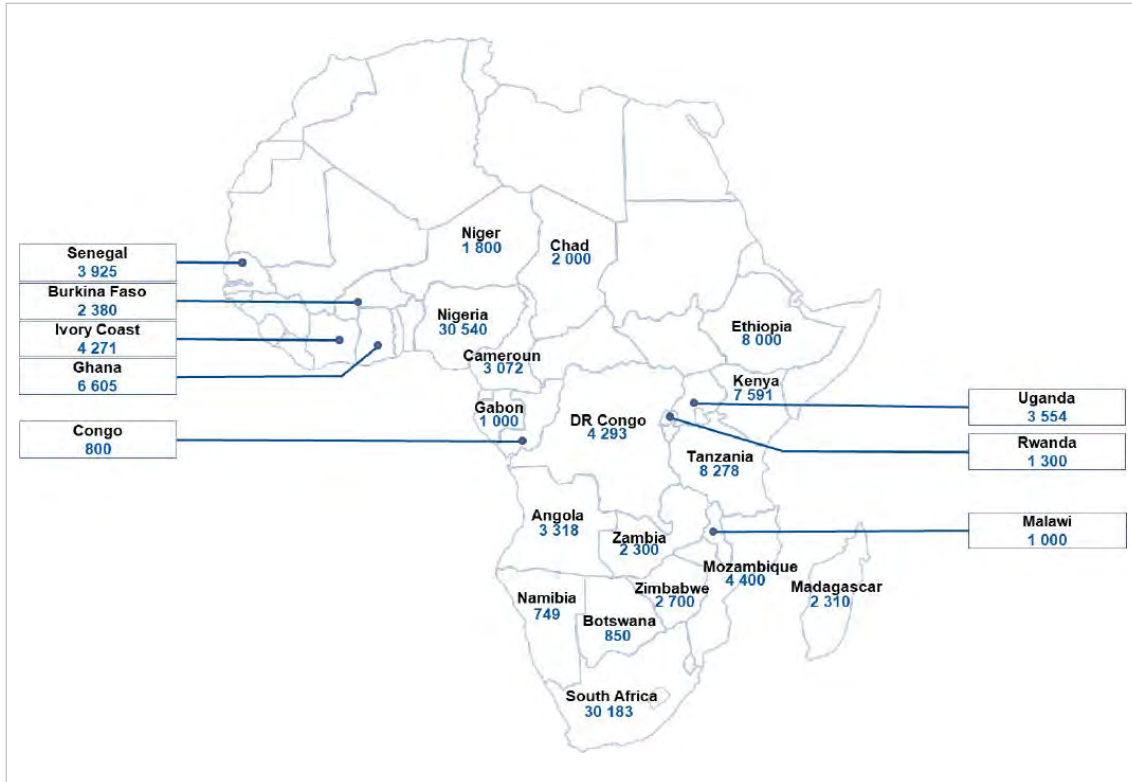 Niger
1 800
Chad
2 000
Senegal
3 925
Burkina Faso
2 380
Ivory Coast
4 271
Ghana
6 605
Nigeria
30 540
Cameroun
3 072
Ethiopia
8 000
Kenya
7 591
Uganda
3 554
Rwanda
1 300
Gabon
1 000
Congo
800
DR Congo
4 293
Tanzania
8 278
Angola
3 318
Zambia
2 300
Malawi
1 000
Mozambique
4 400
Madagascar
2 310
Zimbabwe
2 700
Namibia
749
Botswana
850
South Africa
30 183